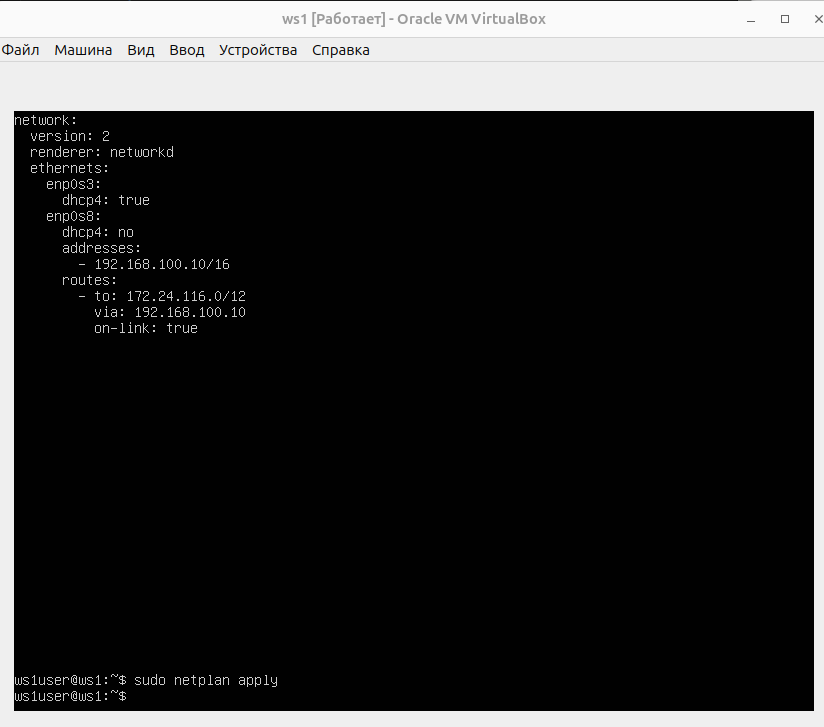 ws1 [Работает] - Oracle VM VirtualBox
Файл Машина Вид Ввод Устройства Справка
network:
  version: 2
  renderer: networkd
  ethernets:
    enp0s3:
      dhcp4: true
    enp0s8:
      dhcp4: no
      addresses:
        - 192.168.100.10/16
      routes:
        - to: 172.24.116.0/12
          via: 192.168.100.10
          on-link: true
ws1user@ws1:~$ sudo netplan apply
ws1user@ws1:~$